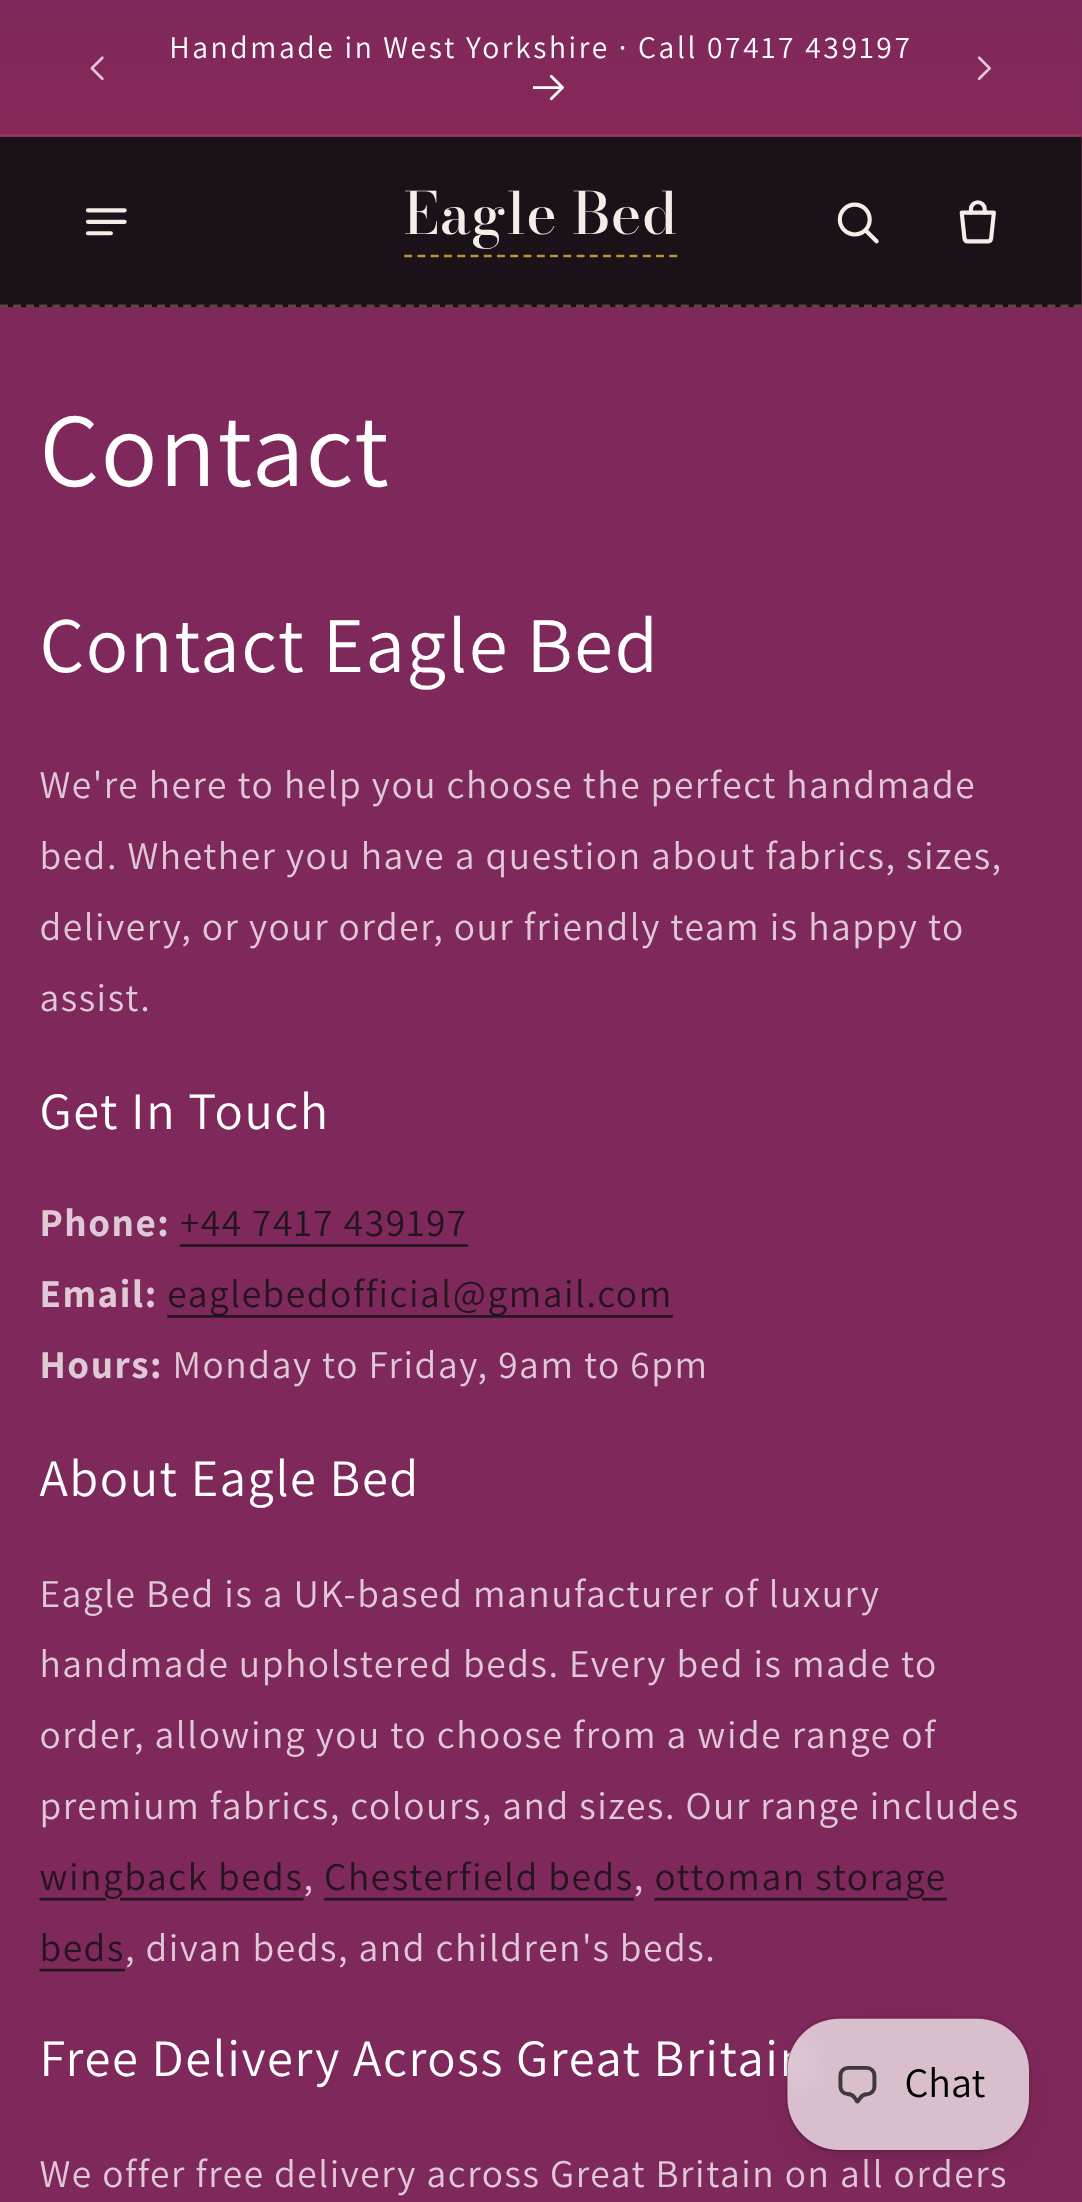 Handmade in West Yorkshire · Call 07417 439197
Eagle Bed
Contact
Contact Eagle Bed
We're here to help you choose the perfect handmade
bed. Whether you have a question about fabrics, sizes,
delivery, or your order, our friendly team is happy to
assist.
Get In Touch
Phone: +44 7417 439197
Email: eaglebedofficial@gmail.com
Hours: Monday to Friday, 9am to 6pm
About Eagle Bed
Eagle Bed is a UK-based manufacturer of luxury
handmade upholstered beds. Every bed is made to
order, allowing you to choose from a wide range of
premium fabrics, colours, and sizes. Our range includes
wingback beds, Chesterfield beds, ottoman storage
beds, divan beds, and children's beds.
Free Delivery Across Great Britain
Chat
We offer free delivery across Great Britain on all orders